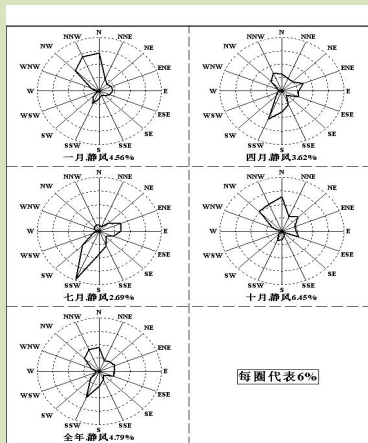 N
NNW NNE
NW NE
WNW ENE
W E
WSW ESE
SW SE
SSW SSE
S
一月,静风4.56%
N
NNW NNE
NW NE
WNW ENE
W E
WSW ESE
SW SE
SSW SSE
S
四月,静风3.62%
N
NNW NNE
NW NE
WNW ENE
W E
WSW ESE
SW SE
SSW SSE
S
七月,静风2.69%
N
NNW NNE
NW NE
WNW ENE
W E
WSW ESE
SW SE
SSW SSE
S
十月,静风6.45%
N
NNW NNE
NW NE
WNW ENE
W E
WSW ESE
SW SE
SSW SSE
S
全年,静风4.79%
每圈代表6%